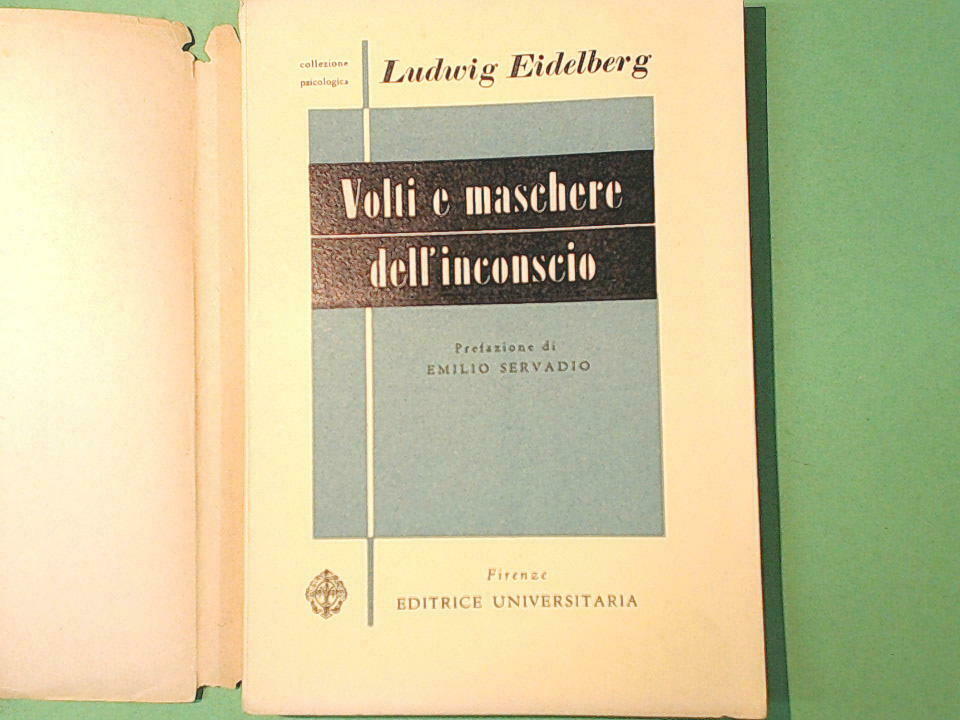 collezione
psicologica
Ludwig Eidelberg
Volti e maschere
dell'inconscio
Prefazione di
EMILIO SERVADIO
Firenze
EDITRICE UNIVERSITARIA